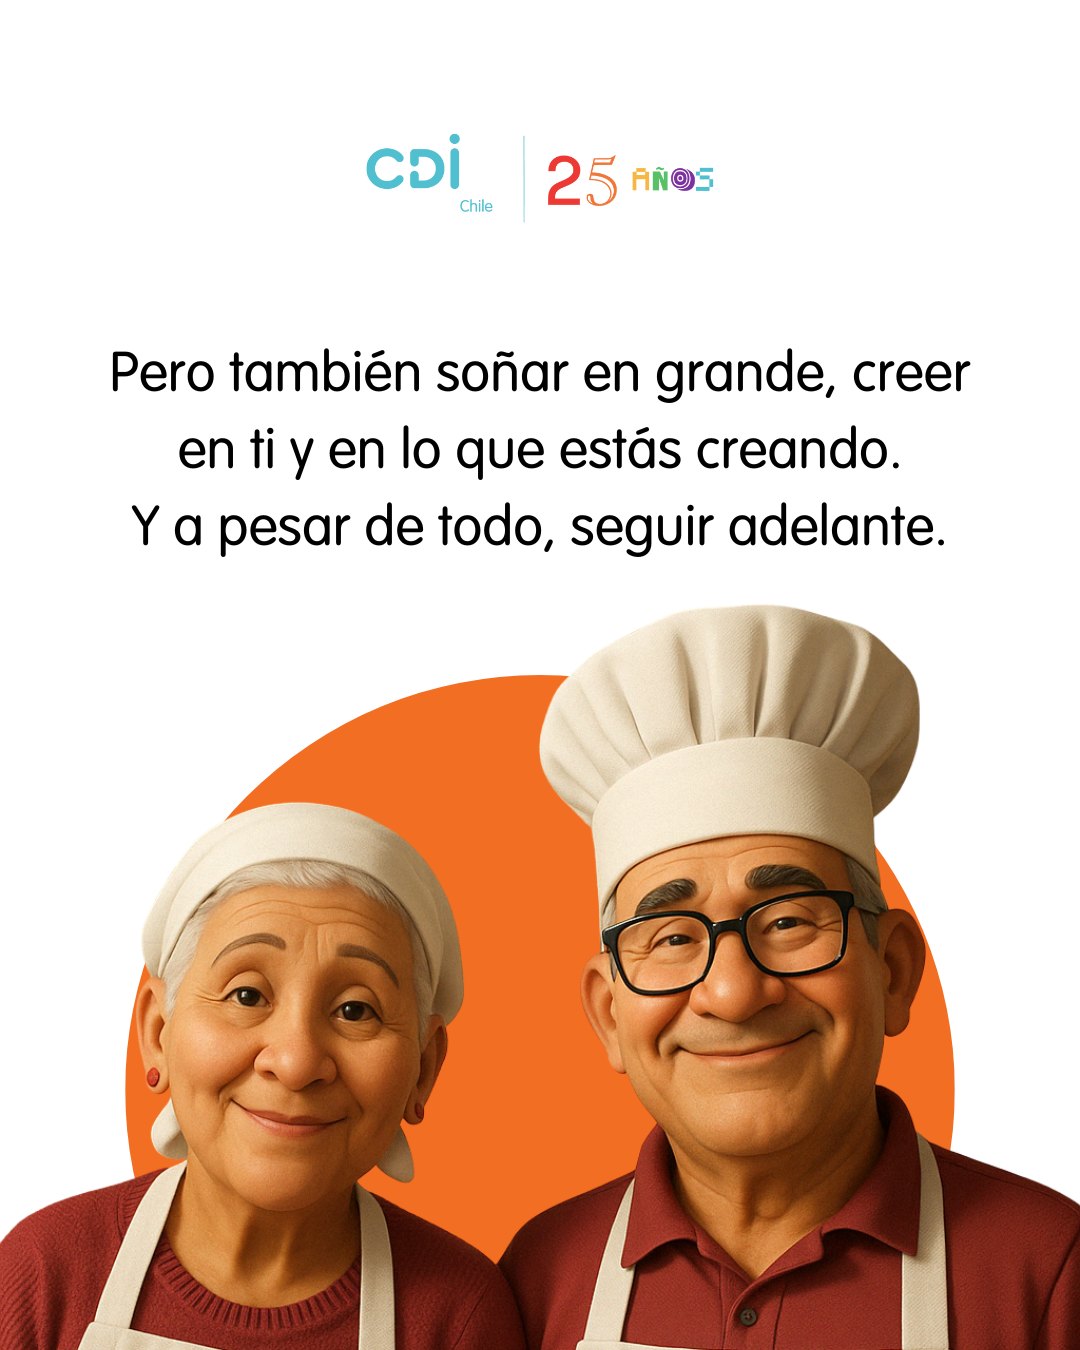 CDI
Chile
25 AÑOS
Pero también soñar en grande, creer
en ti y en lo que estás creando.
Y a pesar de todo, seguir adelante.